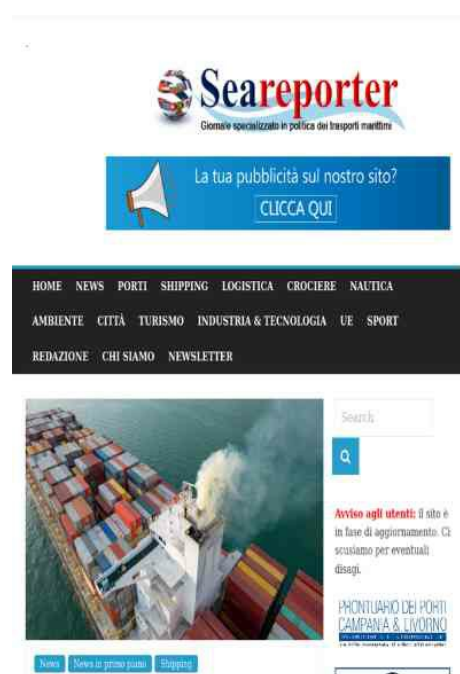 Seareporter
Giornale specializzato in politica dei trasporti marittimi
La tua pubblicità sul nostro sito?
CLICCA QUI
HOME NEWS PORTI SHIPPING LOGISTICA CROCIERE NAUTICA
AMBIENTE CITTÀ TURISMO INDUSTRIA & TECNOLOGIA UE SPORT
REDAZIONE CHI SIAMO NEWSLETTER
Search
Avviso agli utenti: il sito è
in fase di aggiornamento. Ci
scusiamo per eventuali
disagi.
PRONTUARIO DEI PORTI
CAMPANIA & LIVORNO
News News in primo piano Shipping